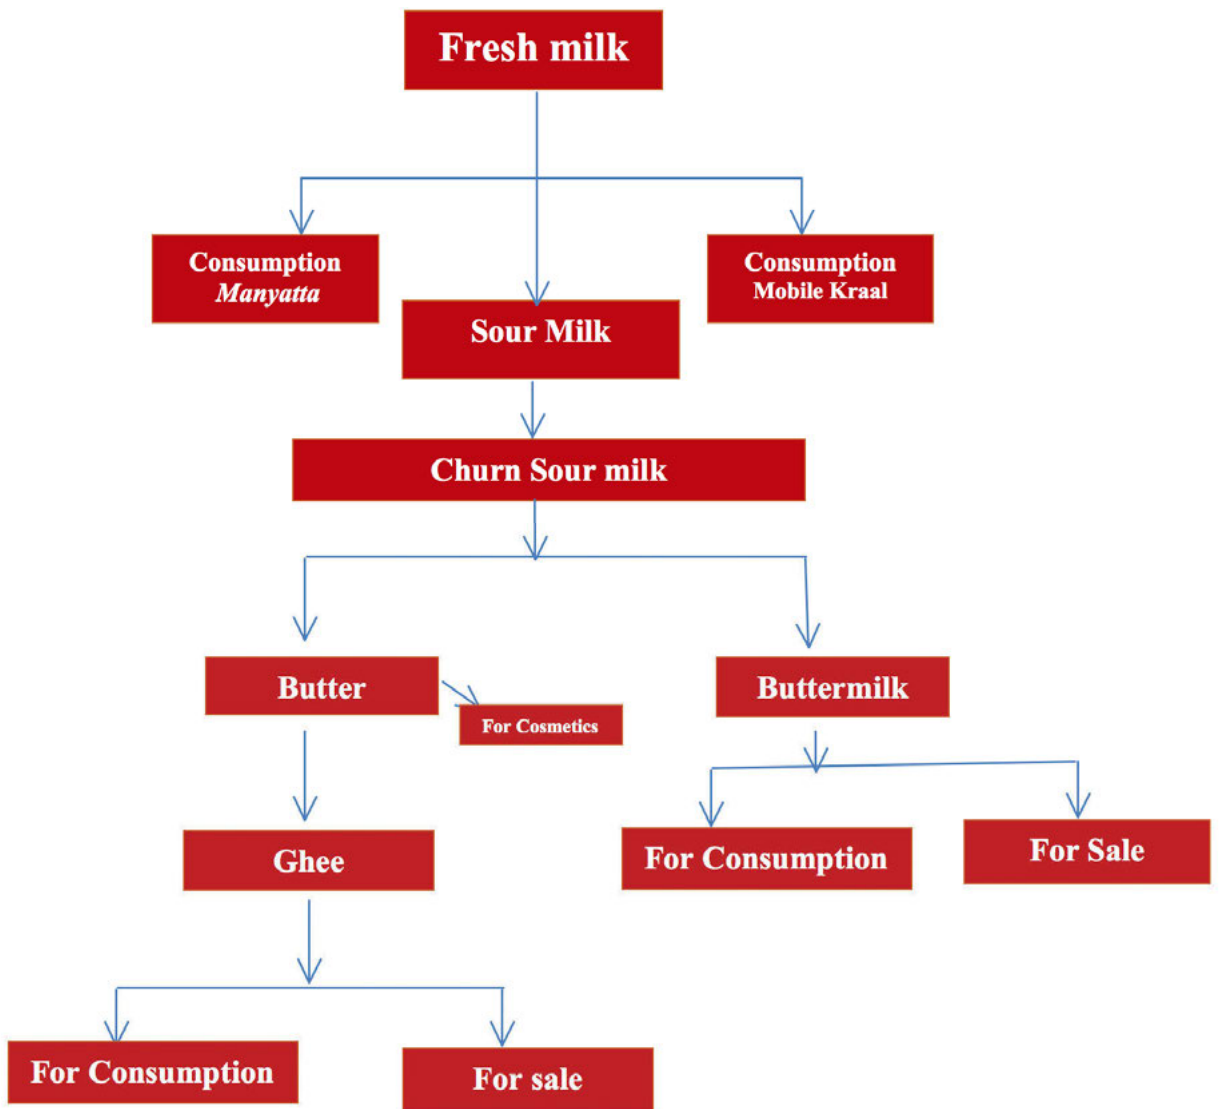 Fresh milk
Consumption
Manyatta
Consumption
Mobile Kraal
Sour Milk
Churn Sour milk
Butter
Buttermilk
For Cosmetics
Ghee
For Consumption
For Sale
For Consumption
For sale